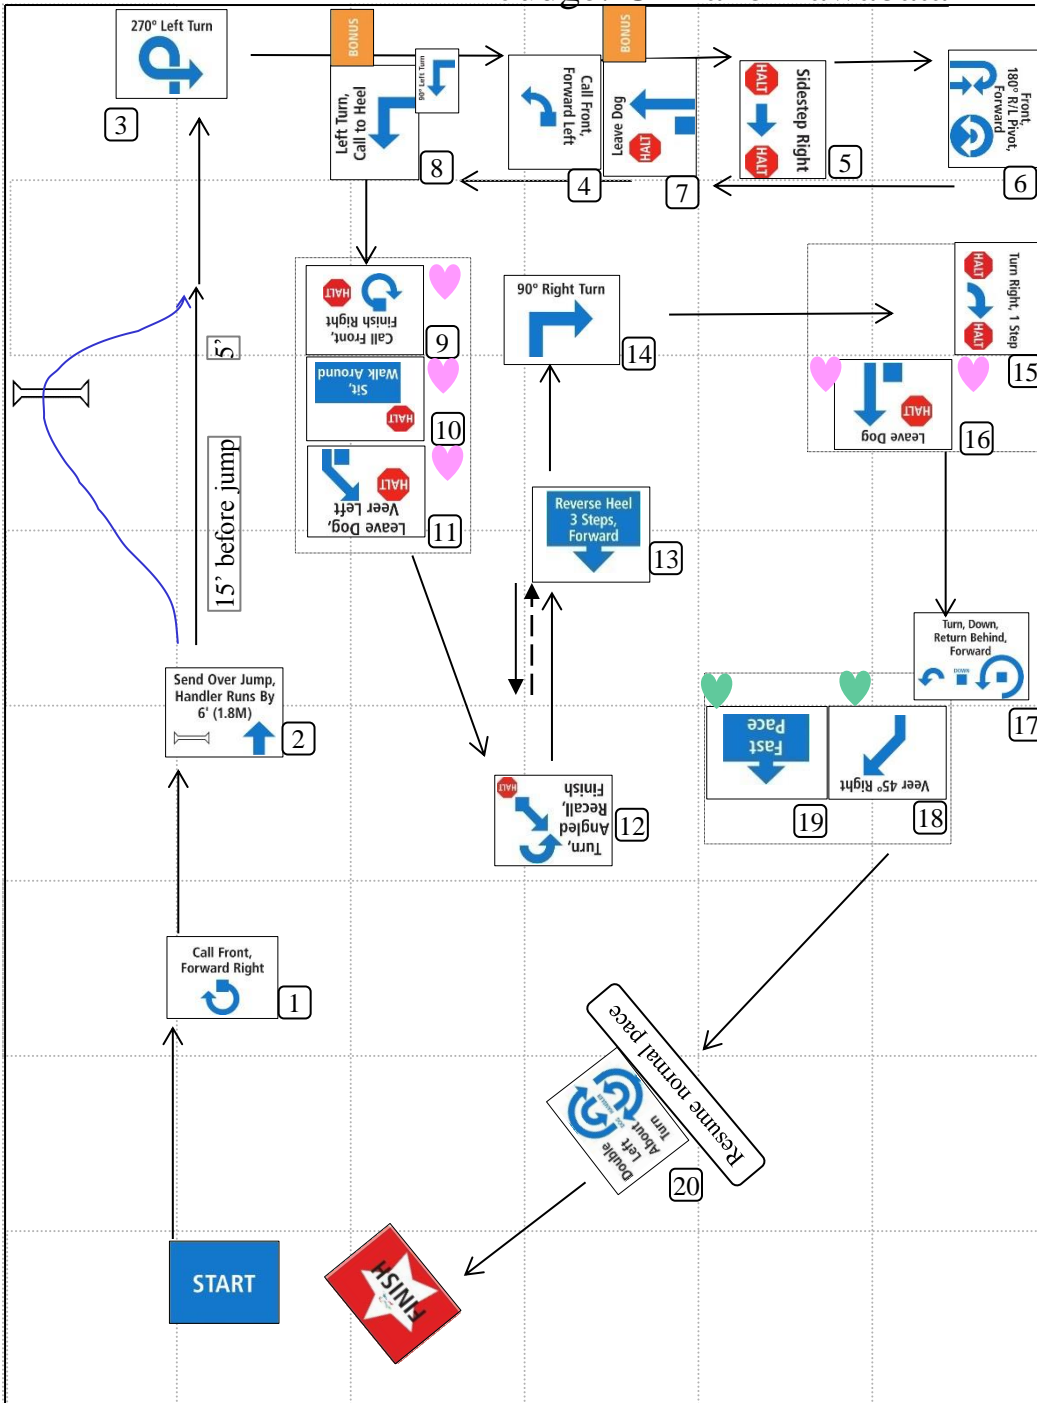 270º Left Turn
3
BONUS
90º Left Turn
Left Turn,
Call to Heel
8
Call Front,
Forward Left
4
BONUS
Leave Dog
HALT
7
HALT
Sidestep Right
HALT
5
Front,
180º R/L Pivot,
Forward
6
HALT
Call Front,
Finish Right
9
Sit,
Walk Around
HALT
10
HALT
Leave Dog,
Veer Left
11
90º Right Turn
14
HALT
Turn Right, 1 Step
HALT
15
HALT
Leave Dog
16
5'
15' before jump
Reverse Heel
3 Steps,
Forward
13
Turn, Down,
Return Behind,
Forward
DOWN
17
Send Over Jump,
Handler Runs By
6' (1.8M)
2
Fast
Pace
19
Veer 45º Right
18
HALT
Turn,
Angled
Recall,
Finish
12
Call Front,
Forward Right
1
Resume normal pace
Double
Left
About
Turn
20
START
FINISH